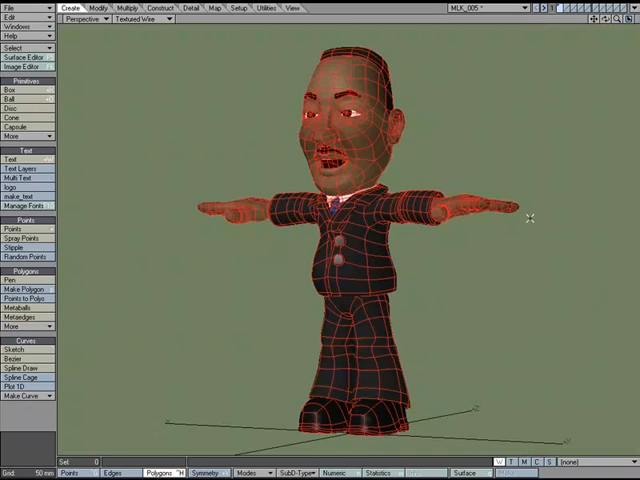 File Create Modify Multiply Construct Detail Map Setup Utilities View MLK_005 * 1
Edit Perspective Textured Wire
Windows
Help
Select
Surface Editor
Image Editor
Primitives
Box
Ball
Disc
Cone
Capsule
More
Text
Text
Text Layers
Multi Text
logo
make_text
Manage Fonts
Points
Points
Spray Points
Stipple
Random Points
Polygons
Pen
Make Polygon
Points to Polys
Metaballs
Metaedges
More
Curves
Sketch
Bezier
Spline Draw
Spline Cage
Plot 1D
Make Curve
Sel: 0 W T M C S (none)
Grid: 50 mm Points Edges Polygons ^H Symmetry Modes SubD-Type Numeric Statistics Surface